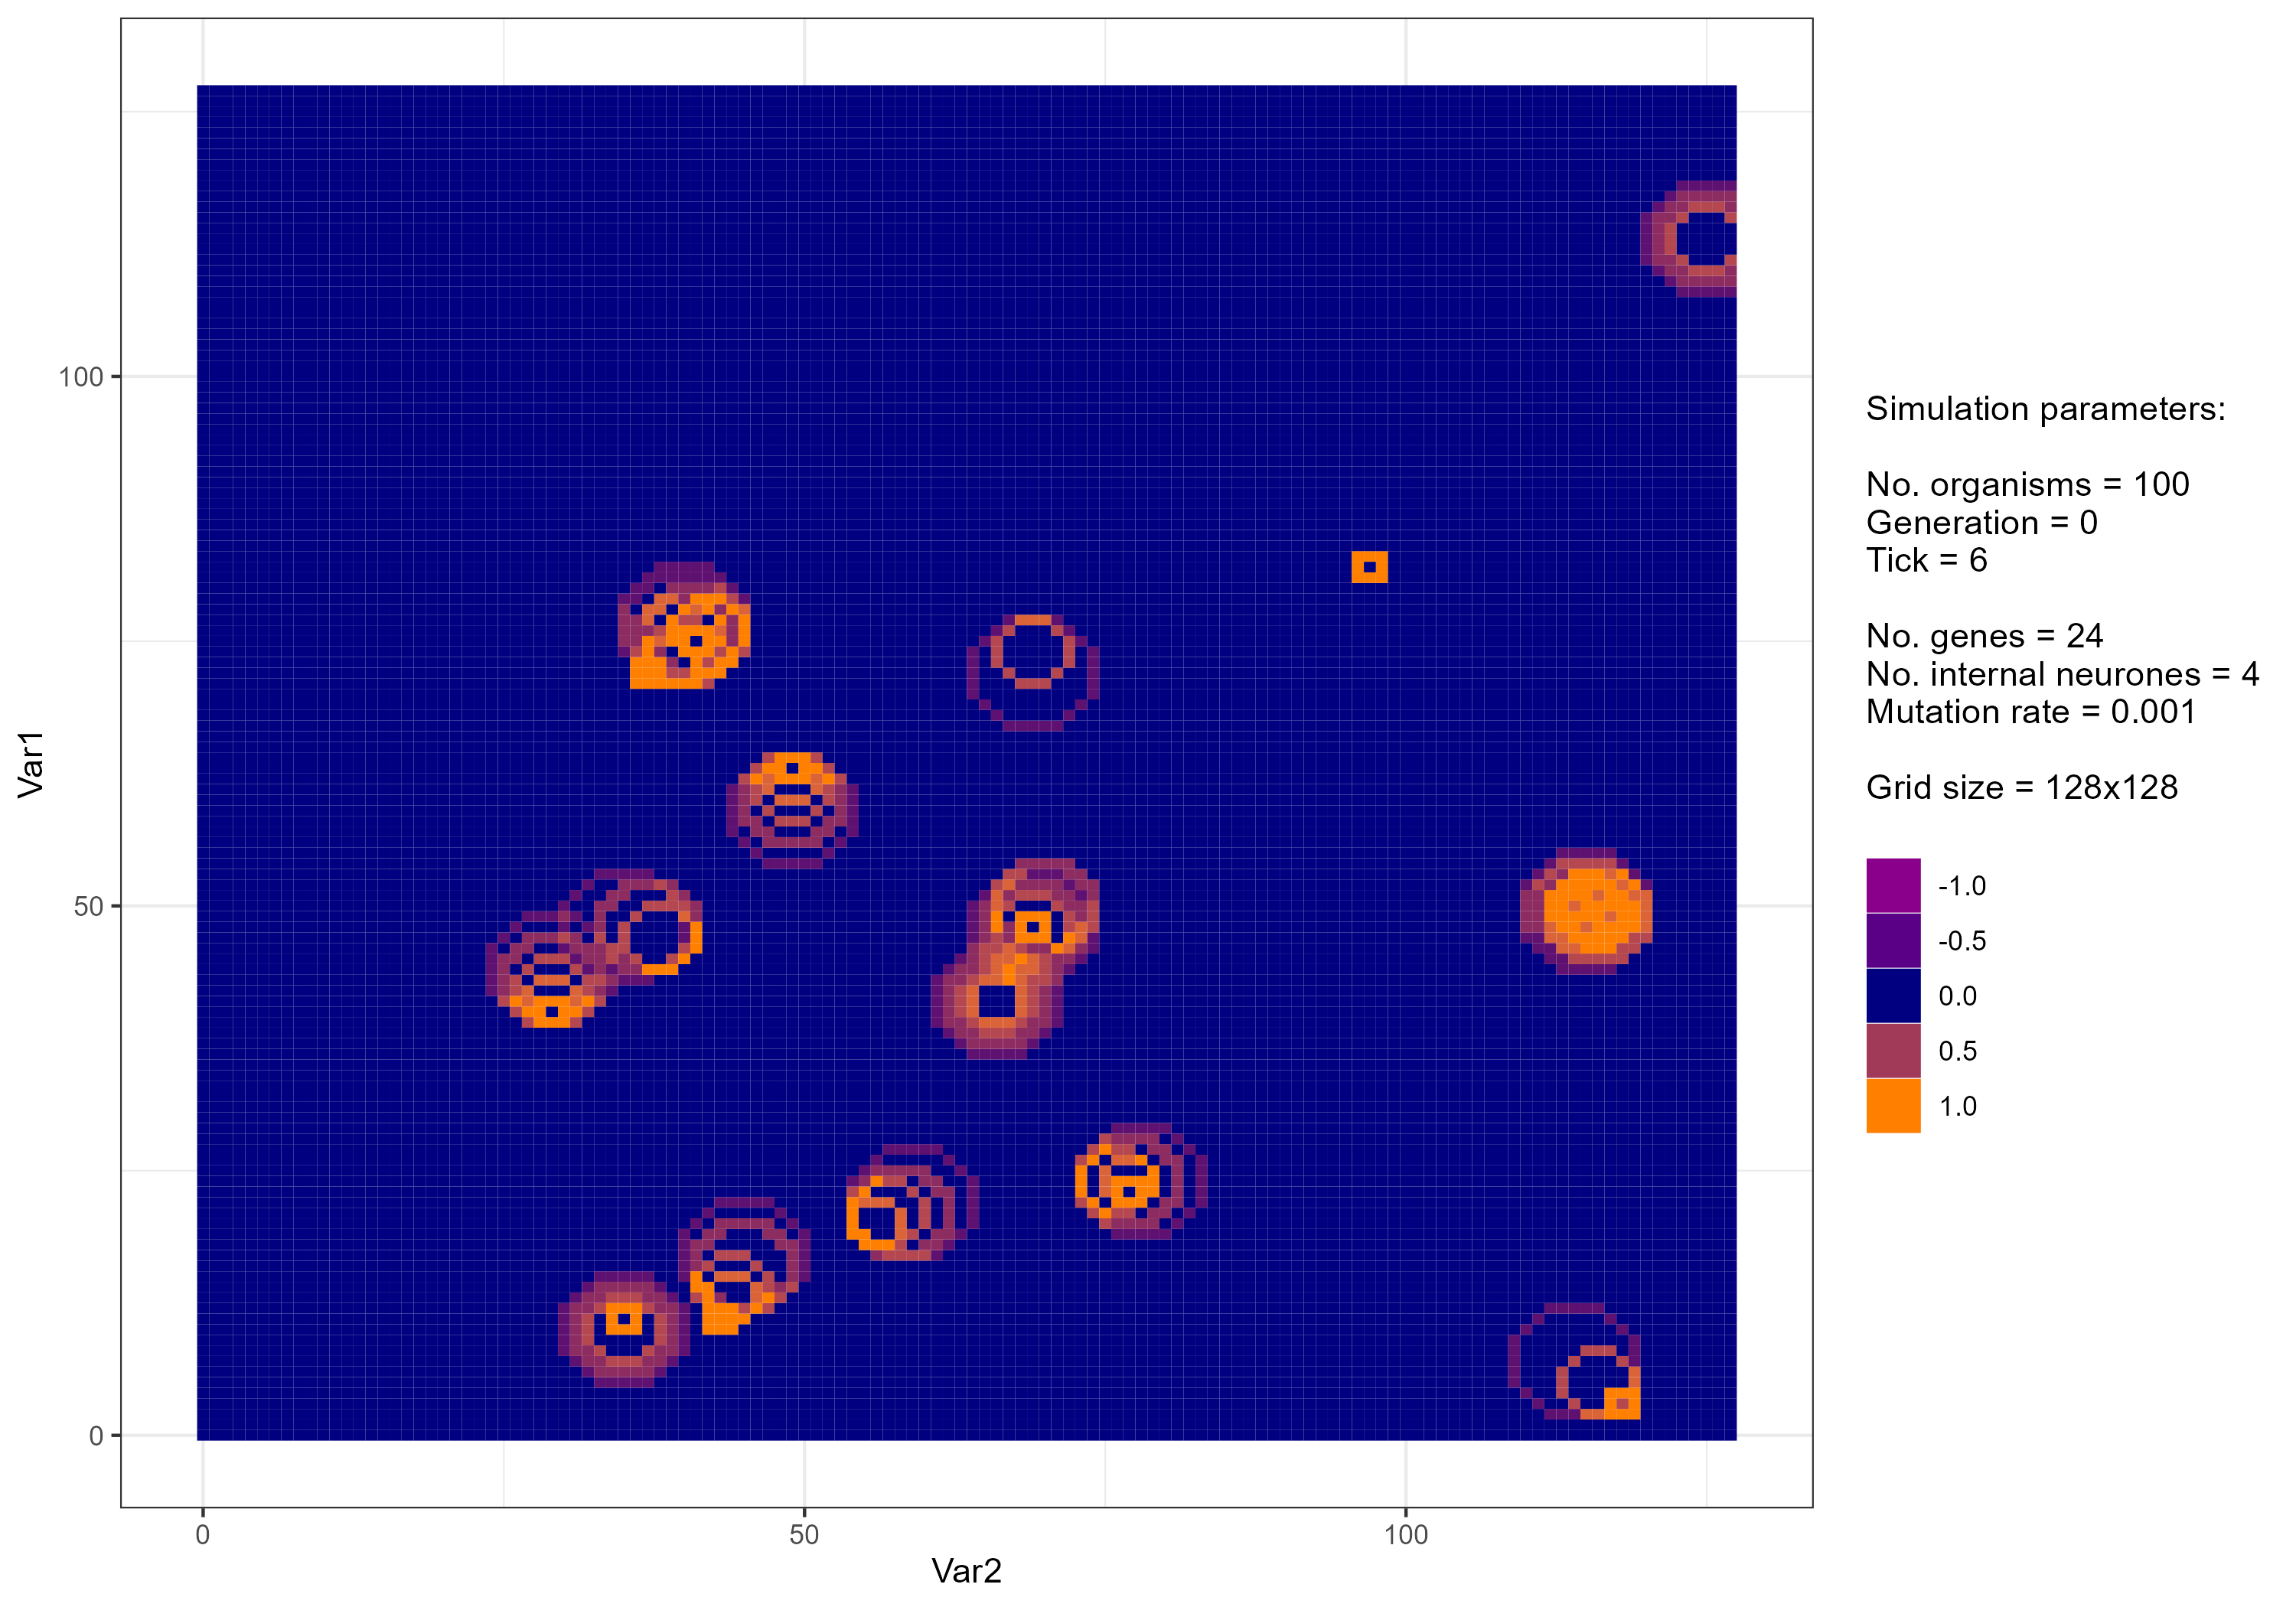 Var1
100
50
0
0
50
100
Var2
Simulation parameters:
No. organisms = 100
Generation = 0
Tick = 6
No. genes = 24
No. internal neurones = 4
Mutation rate = 0.001
Grid size = 128x128
-1.0
-0.5
0.0
0.5
1.0